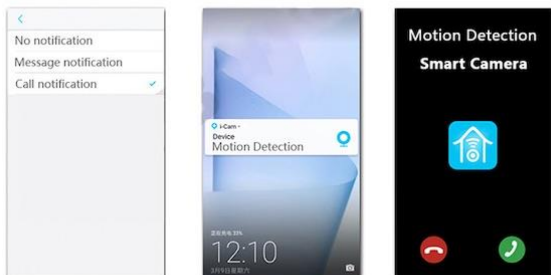 No notification
Message notification
Call notification
i-Cam+
Device
Motion Detection
12:10
Motion Detection
Smart Camera